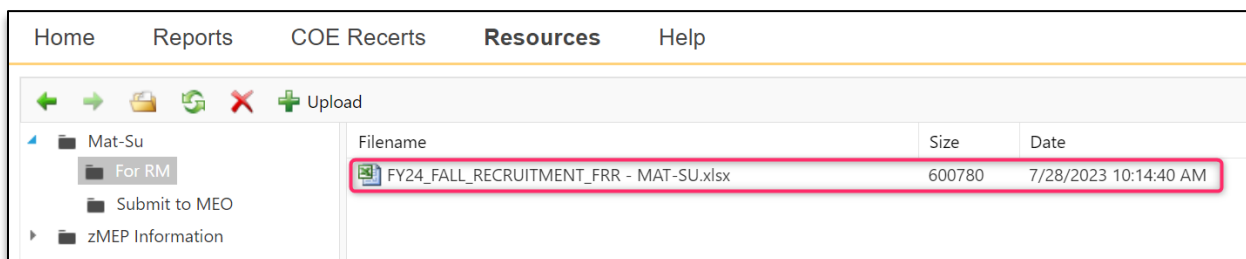 Home Reports COE Recerts Resources Help
Upload
Mat-Su
For RM
Submit to MEO
zMEP Information
Filename Size Date
FY24_FALL_RECRUITMENT_FRR - MAT-SU.xlsx 600780 7/28/2023 10:14:40 AM